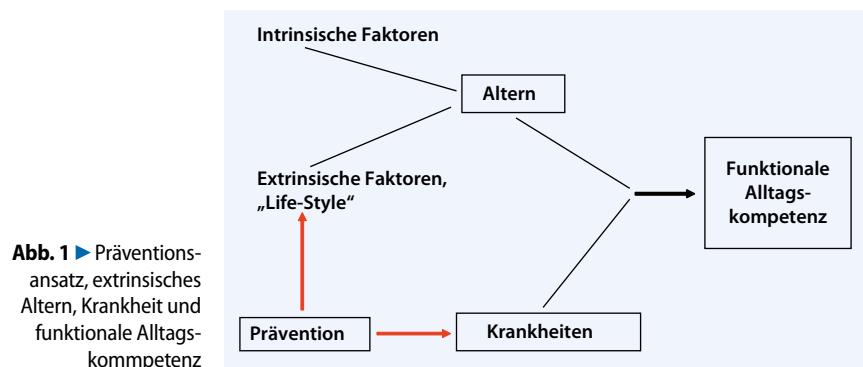 Intrinsische Faktoren
Altern
Extrinsische Faktoren,
„Life-Style“
Funktionale
Alltags-
kompetenz
Prävention
Krankheiten
Abb. 1 ▶ Präventions-
ansatz, extrinsisches
Altern, Krankheit und
funktionale Alltags-
kommpetenz